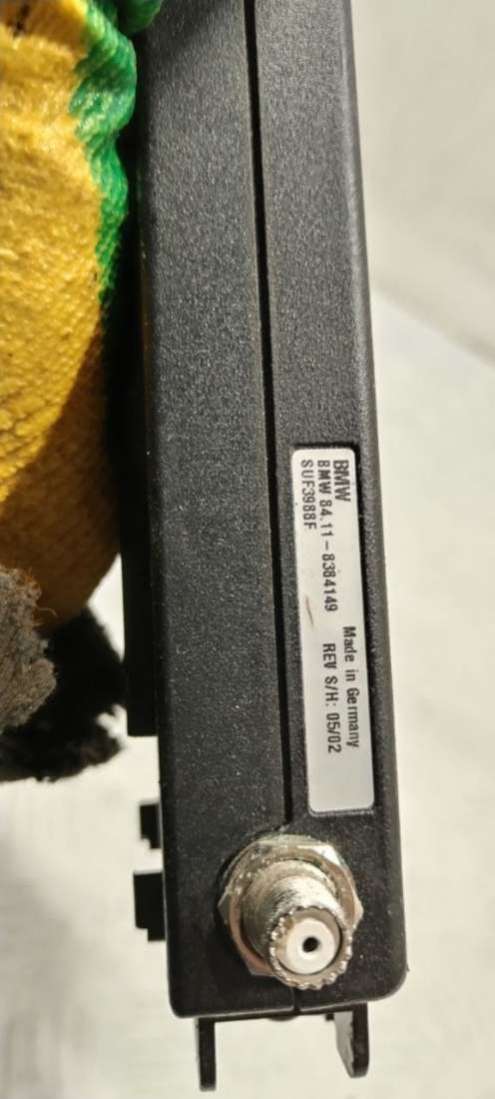 BMW
BMW 84.11-8384149 Made in Germany
SUF3988F REV S/H: 05/02